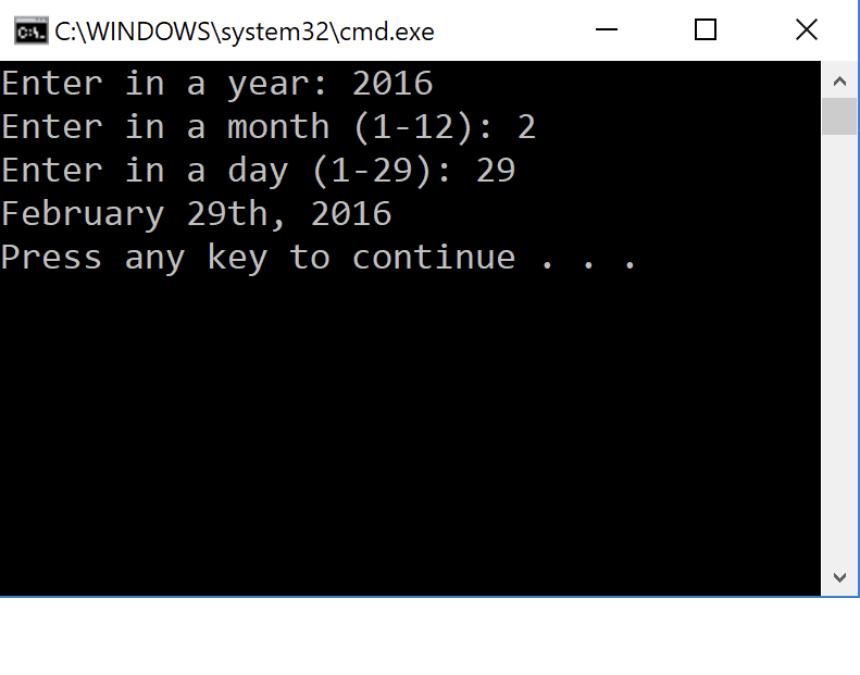 C:\WINDOWS\system32\cmd.exe
Enter in a year: 2016
Enter in a month (1-12): 2
Enter in a day (1-29): 29
February 29th, 2016
Press any key to continue . . .